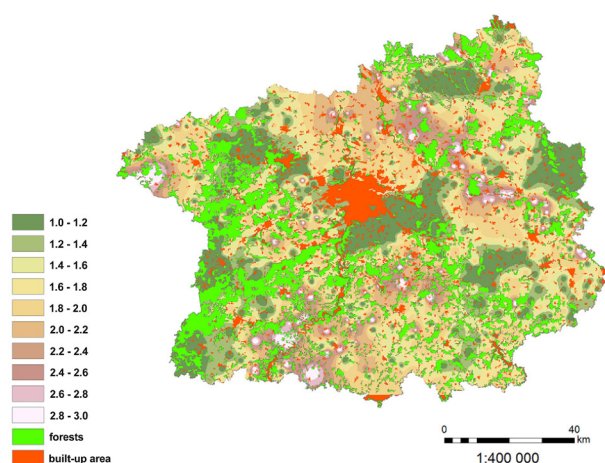 1.0 - 1.2
1.2 - 1.4
1.4 - 1.6
1.6 - 1.8
1.8 - 2.0
2.0 - 2.2
2.2 - 2.4
2.4 - 2.6
2.6 - 2.8
2.8 - 3.0
forests
built-up area
0 40
km
1:400 000